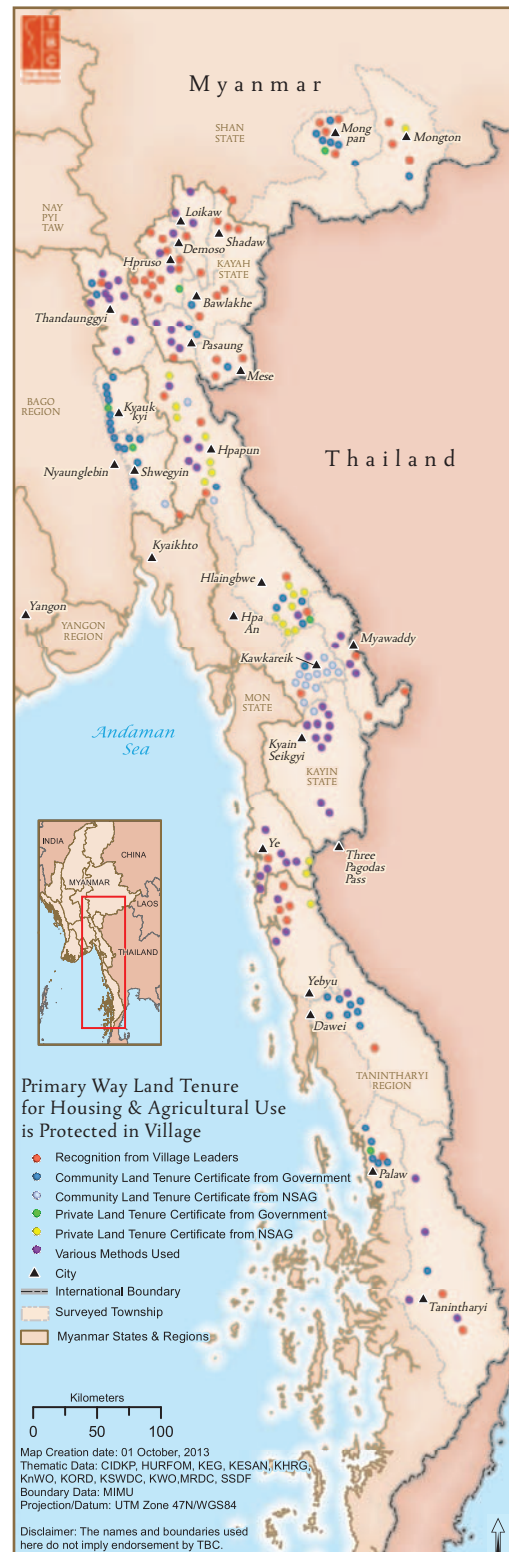 T
B C
Myanmar
SHAN
STATE
Mong
pan
Mongton
NAY
PYI
TAW
Loikaw
Shadaw
Demoso
Hpruso
KAYAH
STATE
Bawlakhe
Thandaunggyi
Pasaung
Mese
BAGO
REGION
Kyauk
kyi
Thailand
Hpapun
Nyaunglebin
Shwegyin
Kyaikhto
Hlaingbwe
Yangon
Hpa
An
YANGON
REGION
Myawaddy
Kawkareik
MON
STATE
Andaman
Sea
Kyain
Seikgyi
KAYIN
STATE
INDIA
CHINA
MYANMAR
LAOS
THAILAND
Ye
Three
Pagodas
Pass
Yebyu
Dawei
TANINTHARYI
REGION
Primary Way Land Tenure
for Housing & Agricultural Use
is Protected in Village
Recognition from Village Leaders
Community Land Tenure Certificate from Government
Community Land Tenure Certificate from NSAG
Private Land Tenure Certificate from Government
Private Land Tenure Certificate from NSAG
Various Methods Used
City
International Boundary
Surveyed Township
Myanmar States & Regions
Palaw
Tanintharyi
Kilometers
0 50 100
Map Creation date: 01 October, 2013
Thematic Data: CIDKP, HURFOM, KEG, KESAN, KHRG,
KnWO, KORD, KSWDC, KWO,MRDC, SSDF
Boundary Data: MIMU
Projection/Datum: UTM Zone 47N/WGS84
Disclaimer: The names and boundaries used
here do not imply endorsement by TBC.